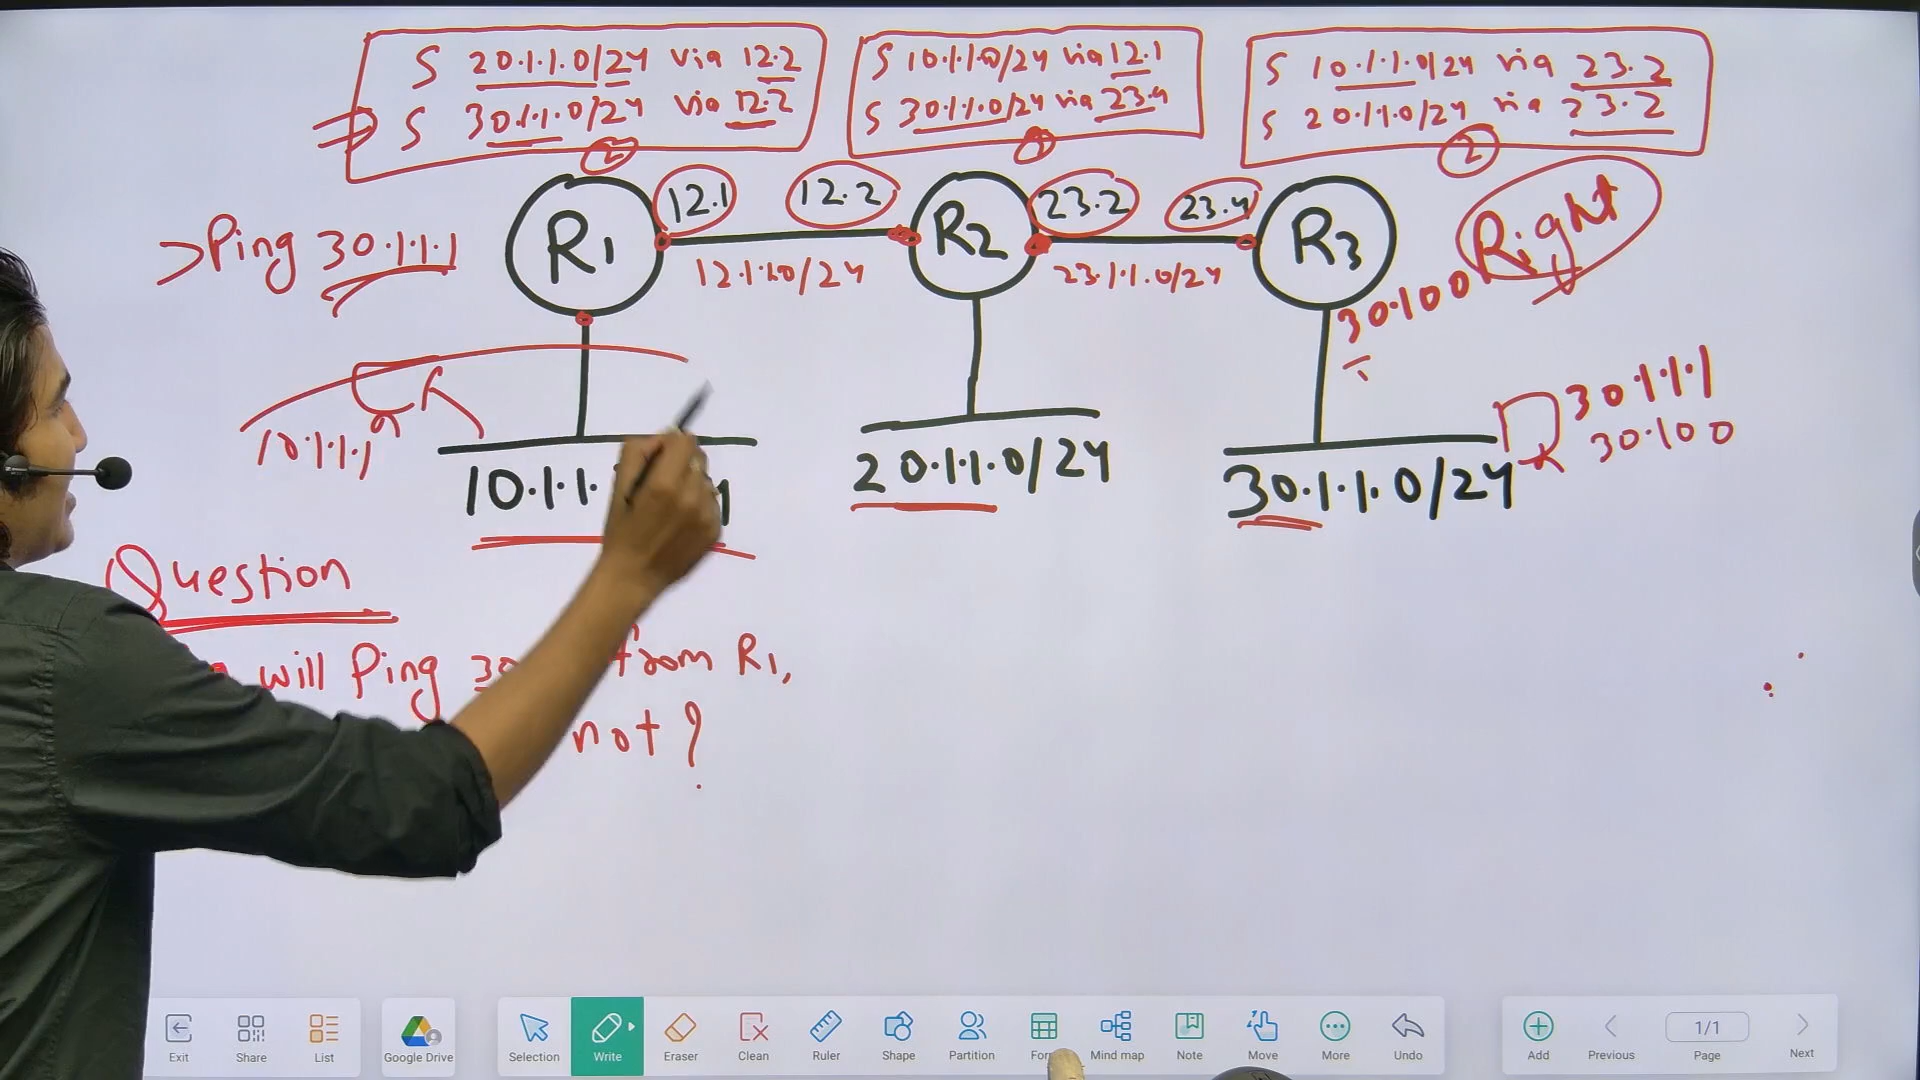 S 20.1.1.0/24 via 12.2
S 30.1.1.0/24 via 12.2
2
S 10.1.1.0/24 via 12.1
S 30.1.1.0/24 via 23.4
S 10.1.1.0/24 via 23.2
S 20.1.1.0/24 via 23.2
2
>Ping 30.1.1.1
R1
12.1
12.2
R2
23.2
23.4
R3
Right
12.1.1.0/24
23.1.1.0/24
30.100
10.1.1.1
30.1.1.1
30.100
10.1.1.
20.1.1.0/24
30.1.1.0/24
Question
will Ping from R1,
not?
Exit
Share
List
Google Drive
Selection
Write
Eraser
Clean
Ruler
Shape
Partition
Mind map
Note
Move
More
Undo
Add
Previous
1/1
Page
Next